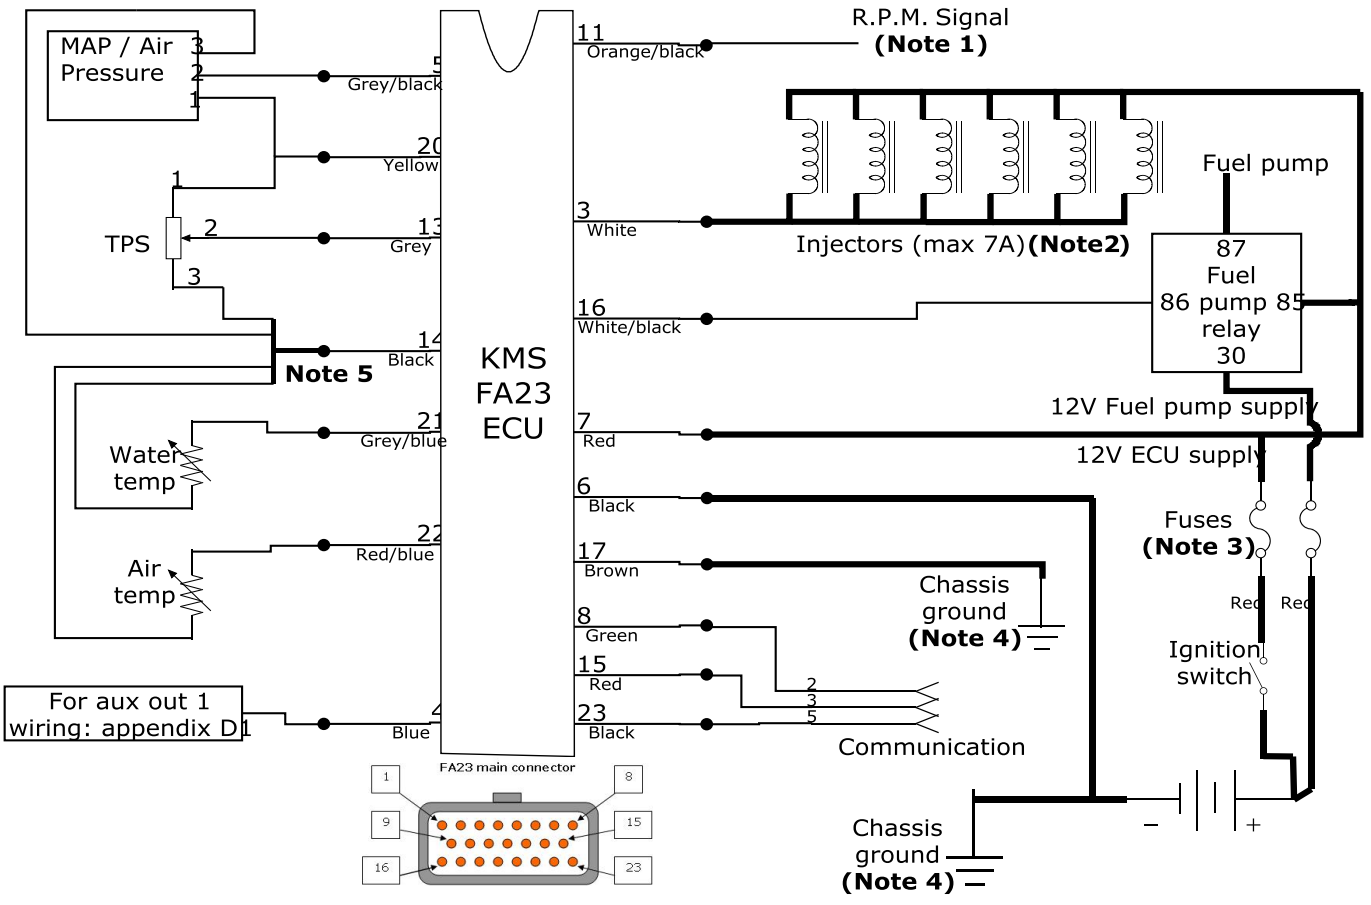 MAP / Air
Pressure
3
2
1
5
Grey/black
20
Yellow
1
2
TPS
13
Grey
3
14
Black
Note 5
21
Grey/blue
Water
temp
22
Red/blue
Air
temp
For aux out 1
wiring: appendix D1
4
Blue
KMS
FA23
ECU
11
Orange/black
R.P.M. Signal
(Note 1)
3
White
Injectors (max 7A)(Note2)
Fuel pump
87
Fuel
86 pump 85
relay
30
16
White/black
12V Fuel pump supply
7
Red
12V ECU supply
6
Black
Fuses
(Note 3)
17
Brown
Chassis
ground
(Note 4)
Red
Red
8
Green
Ignition
switch
15
Red
23
Black
2
3
5
Communication
Chassis
ground
(Note 4)
−
+
FA23 main connector
1
8
9
15
16
23